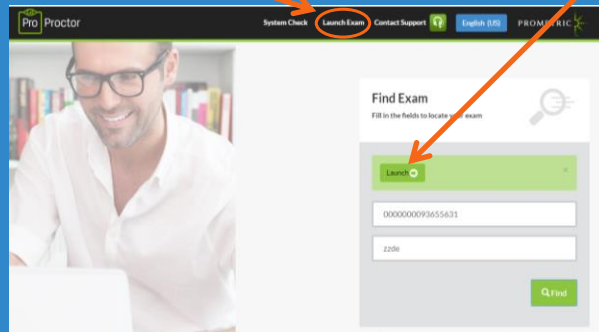 Pro Proctor
System Check Launch Exam Contact Support English (US) PROMETRIC
Find Exam
Fill in the fields to locate your exam
Launch
×
0000000093655631
zzde
Find